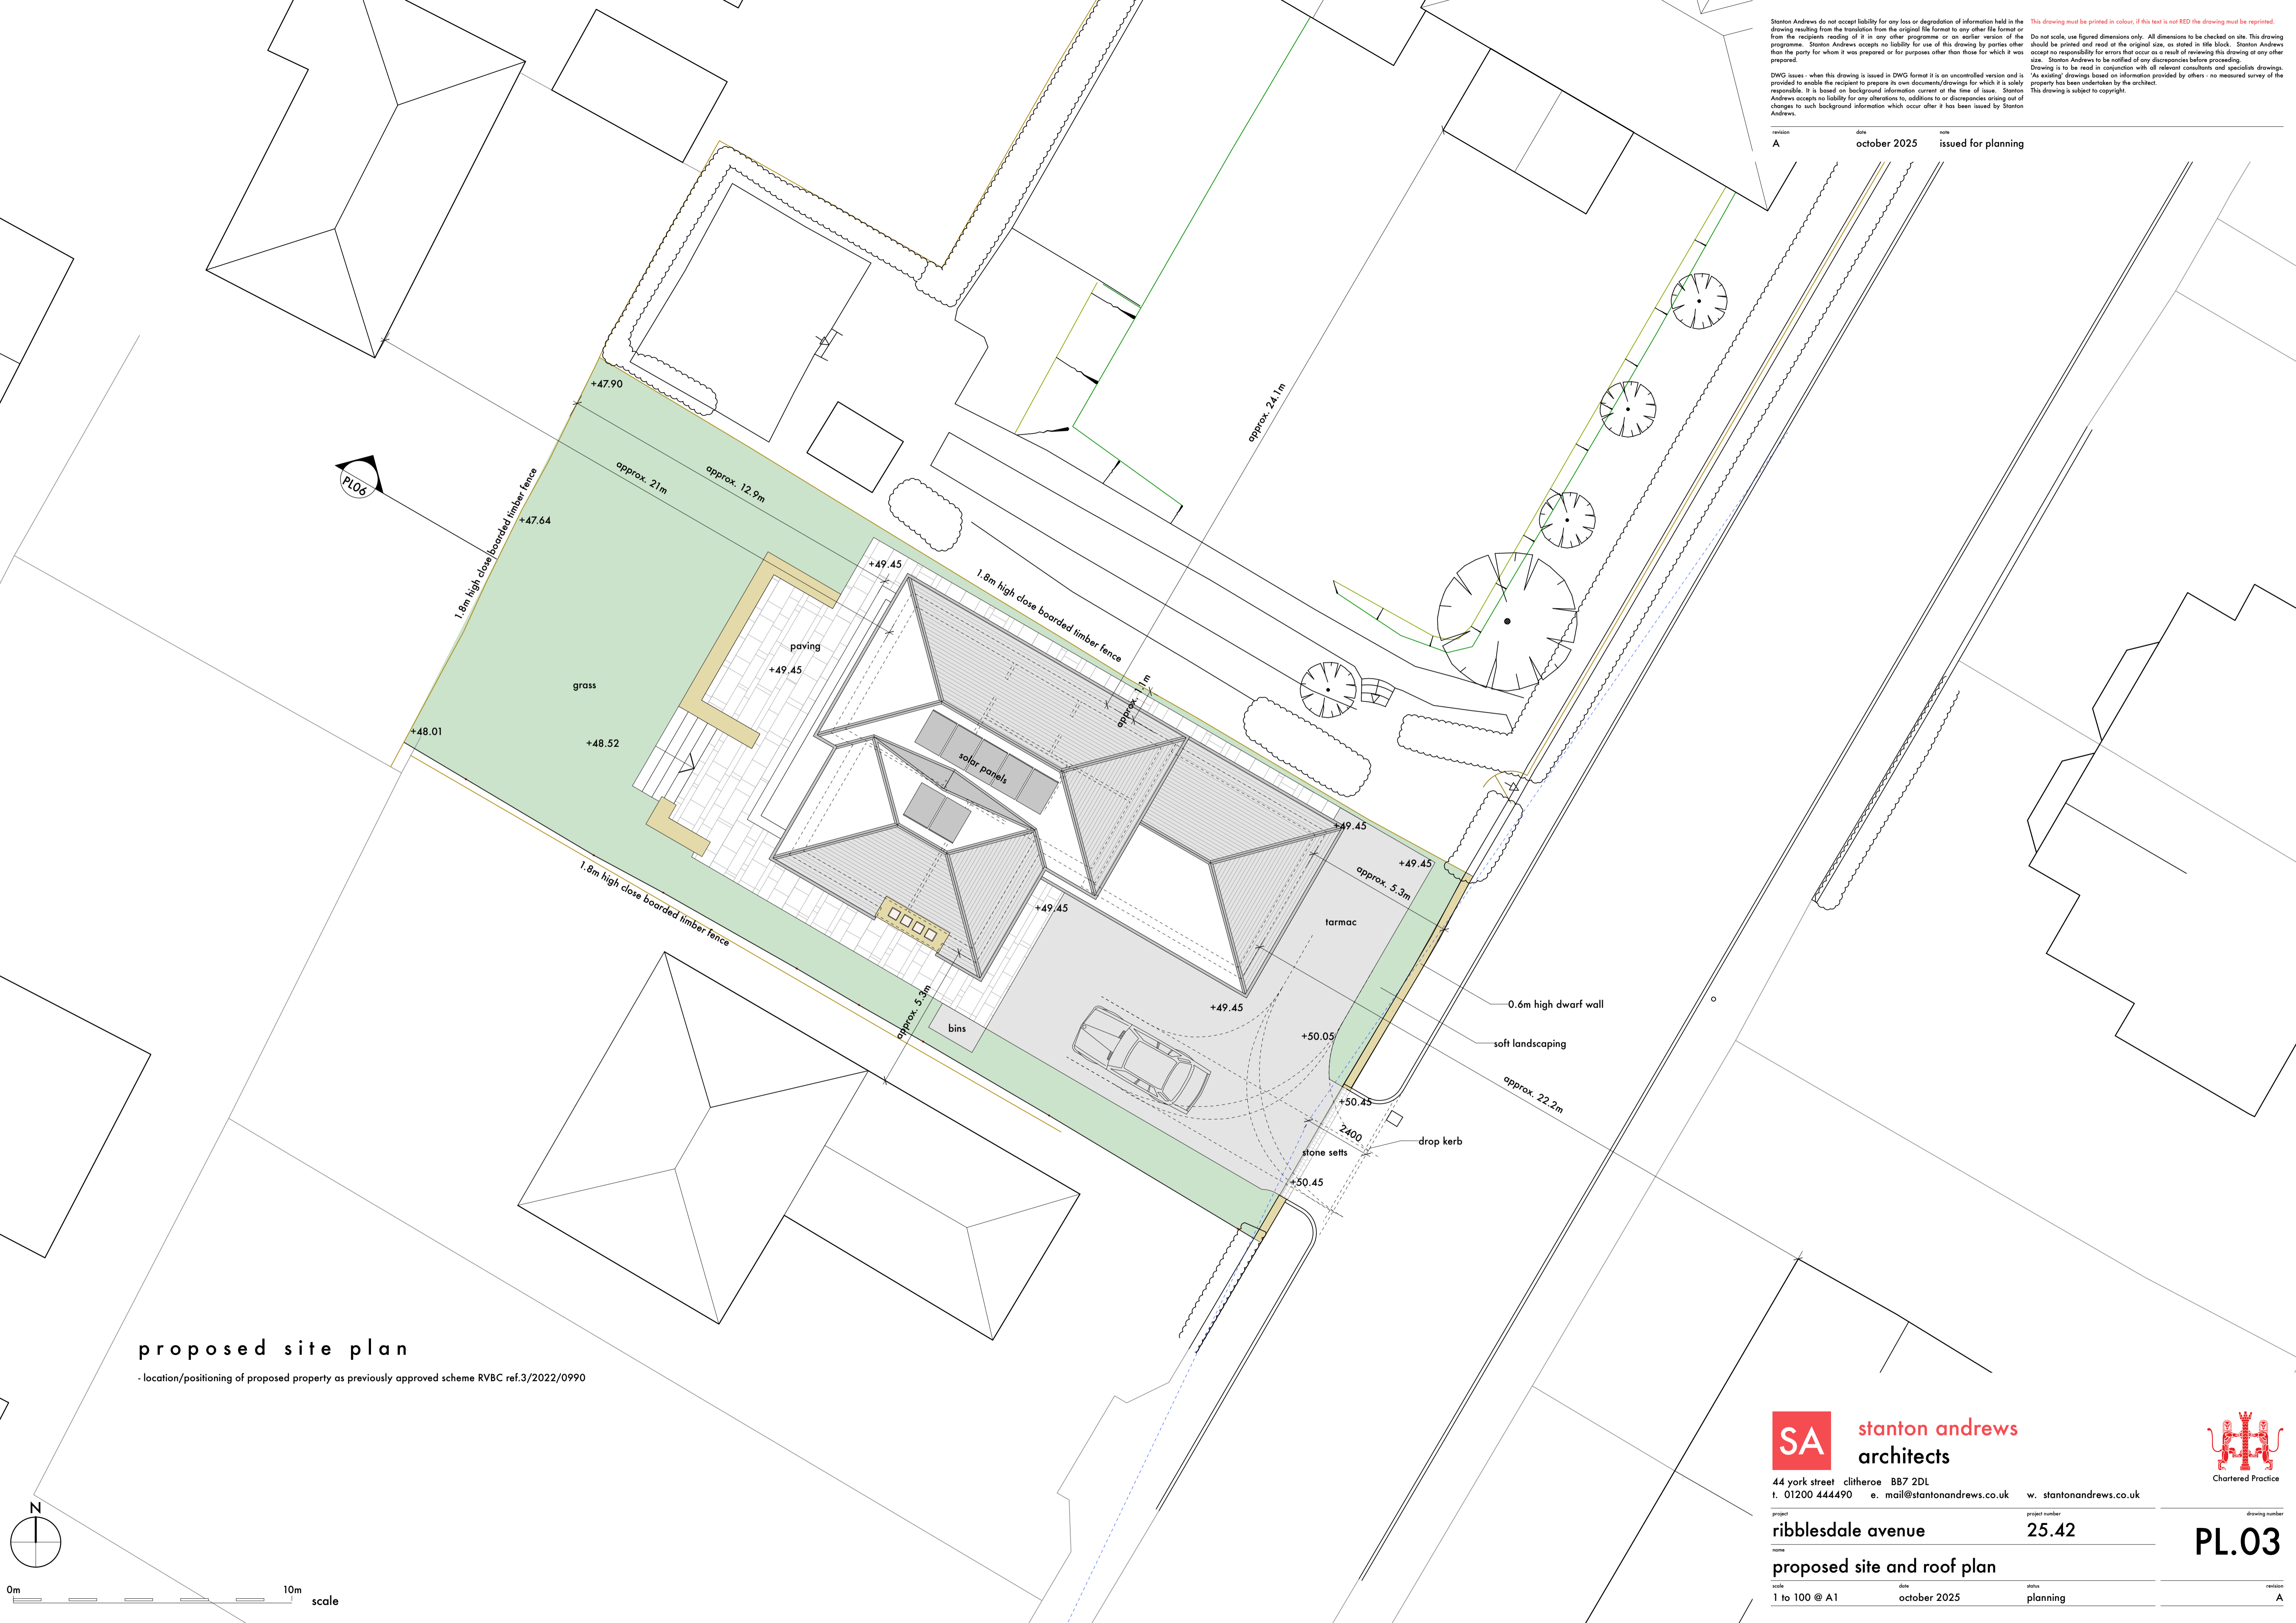 Stanton Andrews do not accept liability for any loss or degradation of information held in the
drawing resulting from the translation from the original file format to any other file format or
from the recipients reading of it in any other programme or an earlier version of the
programme. Stanton Andrews accepts no liability for use of this drawing by parties other
than the party for whom it was prepared or for purposes other than those for which it was
prepared.
DWG issues - when this drawing is issued in DWG format it is an uncontrolled version and is
provided to enable the recipient to prepare its own documents/drawings for which it is solely
responsible. It is based on background information current at the time of issue. Stanton
Andrews accepts no liability for any alterations to, additions to or discrepancies arising out of
changes to such background information which occur after it has been issued by Stanton
Andrews.
This drawing must be printed in colour, if this text is not RED the drawing must be reprinted.
Do not scale, use figured dimensions only. All dimensions to be checked on site. This drawing
should be printed and read at the original size, as stated in title block. Stanton Andrews
accept no responsibility for errors that occur as a result of reviewing this drawing at any other
size. Stanton Andrews to be notified of any discrepancies before proceeding.
Drawing is to be read in conjunction with all relevant consultants and specialists drawings.
'As existing' drawings based on information provided by others - no measured survey of the
property has been undertaken by the architect.
This drawing is subject to copyright.
revision date note
A october 2025 issued for planning
+47.90
approx. 24.1m
approx. 21m
approx. 12.9m
PL06
1.8m high close boarded timber fence
+47.64
+49.45
1.8m high close boarded timber fence
paving
+49.45
grass
approx. 1.1m
+48.01
+48.52
solar panels
+49.45
+49.45
approx. 5.3m
1.8m high close boarded timber fence
+49.45
tarmac
approx. 5.3m
bins
+49.45
0.6m high dwarf wall
+50.05
soft landscaping
approx. 22.2m
+50.45
2400
drop kerb
stone setts
+50.45
proposed site plan
- location/positioning of proposed property as previously approved scheme RVBC ref.3/2022/0990
N
0m 10m scale
SA
stanton andrews
architects
44 york street clitheroe BB7 2DL
t. 01200 444490 e. mail@stantonandrews.co.uk w. stantonandrews.co.uk
Chartered Practice
project project number drawing number
ribblesdale avenue 25.42 PL.03
name
proposed site and roof plan
scale date status revision
1 to 100 @ A1 october 2025 planning A